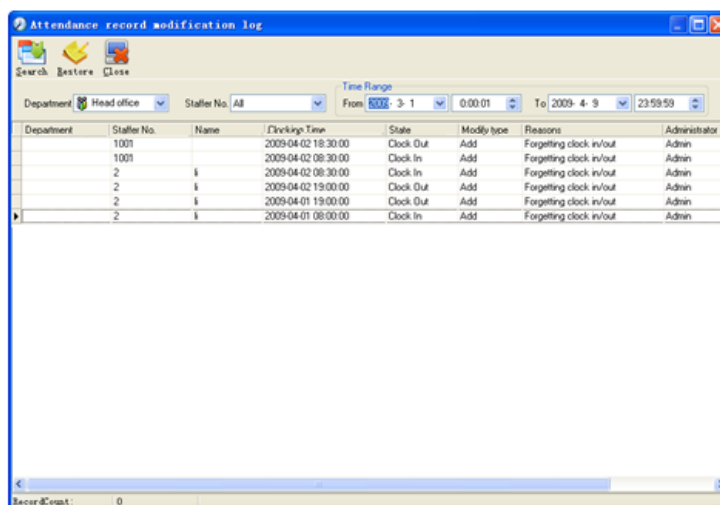 Attendance record modification log
Search Restore Close
Time Range
Department Head office Staffer No. All From 2002- 3- 1 0:00:01 To 2009- 4- 9 23:59:59
Department Staffer No. Name Clocking Time State Modify type Reasons Administrator
1001 2009-04-02 18:30:00 Clock Out Add Forgetting clock in/out Admin
1001 2009-04-02 08:30:00 Clock In Add Forgetting clock in/out Admin
2 li 2009-04-02 08:30:00 Clock In Add Forgetting clock in/out Admin
2 li 2009-04-02 19:00:00 Clock Out Add Forgetting clock in/out Admin
2 li 2009-04-01 19:00:00 Clock Out Add Forgetting clock in/out Admin
2 li 2009-04-01 08:00:00 Clock In Add Forgetting clock in/out Admin
RecordCount: 0